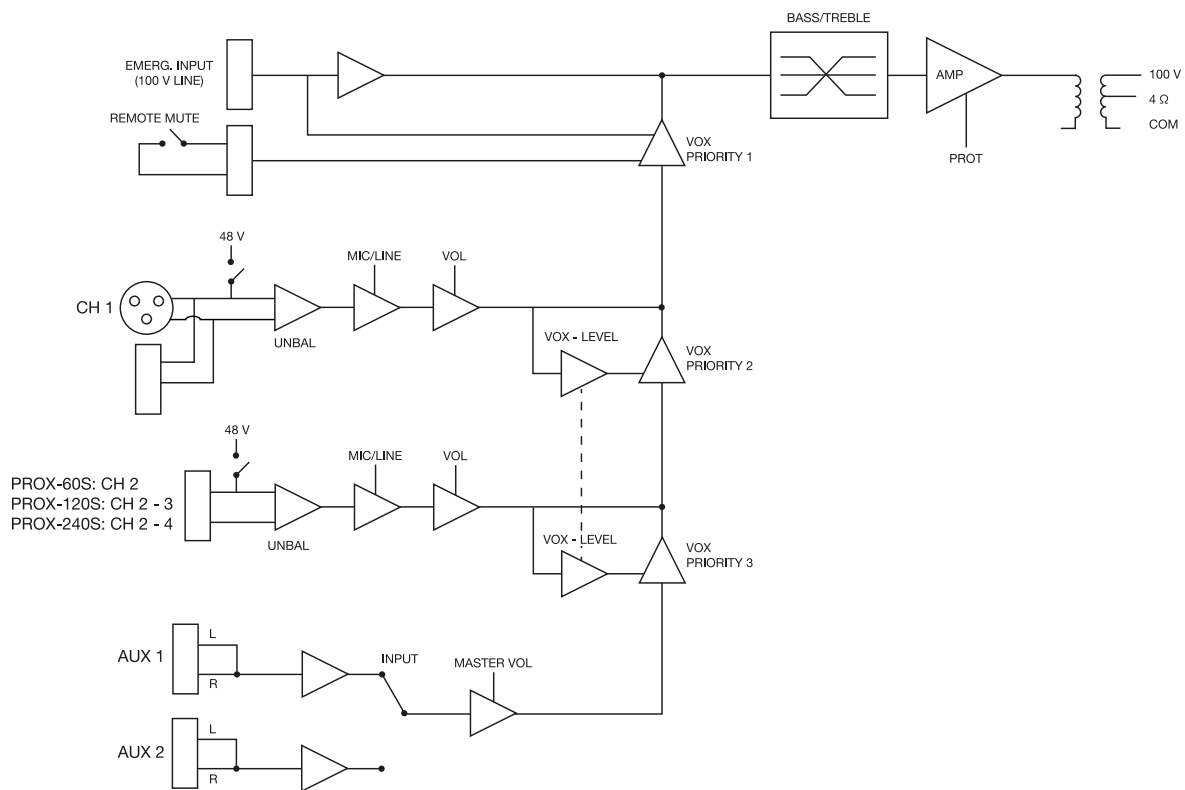 BASS/TREBLE
EMERG. INPUT
(100 V LINE)
AMP
100 V
4 Ω
COM
REMOTE MUTE
VOX
PRIORITY 1
PROT
48 V
MIC/LINE
VOL
CH 1
UNBAL
VOX - LEVEL
VOX
PRIORITY 2
48 V
MIC/LINE
VOL
PROX-60S: CH 2
PROX-120S: CH 2 - 3
PROX-240S: CH 2 - 4
UNBAL
VOX - LEVEL
VOX
PRIORITY 3
L
AUX 1
R
INPUT
MASTER VOL
L
AUX 2
R